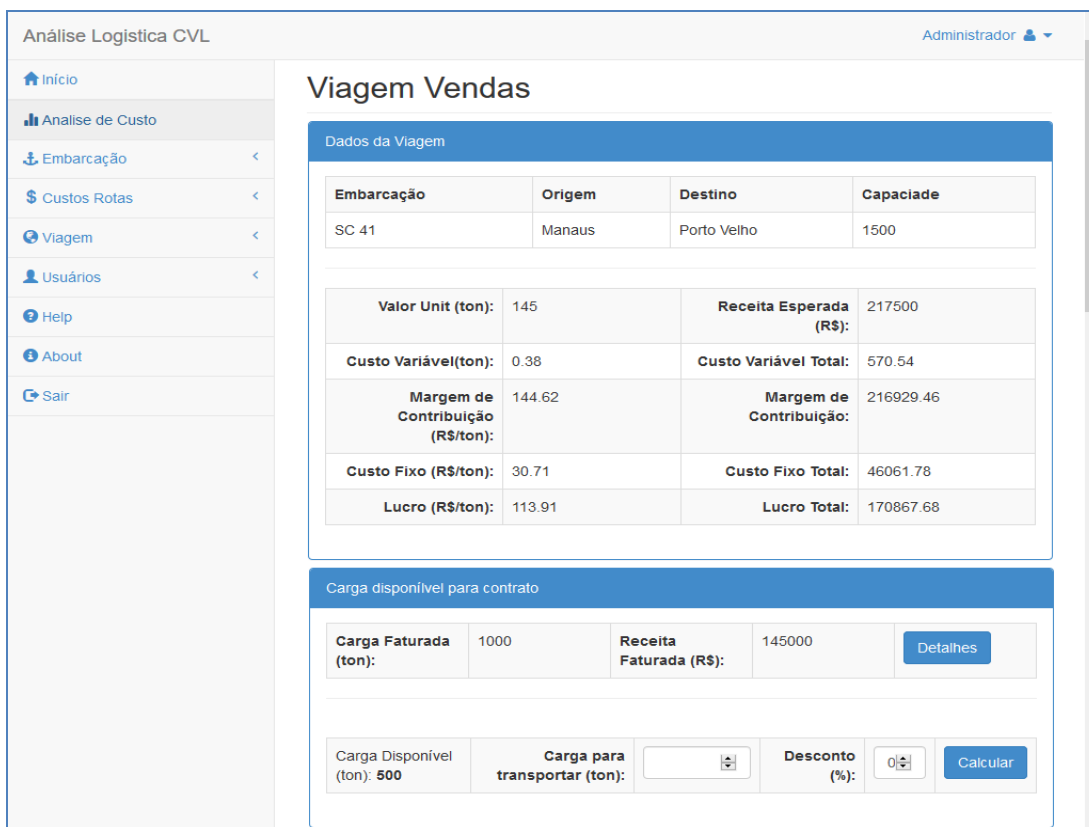 Análise Logistica CVL
Administrador
Início
Analise de Custo
Embarcação
Custos Rotas
Viagem
Usuários
Help
About
Sair
Viagem Vendas
Dados da Viagem
Embarcação Origem Destino Capaciade
SC 41 Manaus Porto Velho 1500
Valor Unit (ton): 145 Receita Esperada
(R$): 217500
Custo Variável(ton): 0.38 Custo Variável Total: 570.54
Margem de
Contribuição
(R$/ton): 144.62 Margem de
Contribuição: 216929.46
Custo Fixo (R$/ton): 30.71 Custo Fixo Total: 46061.78
Lucro (R$/ton): 113.91 Lucro Total: 170867.68
Carga disponílvel para contrato
Carga Faturada
(ton): 1000 Receita
Faturada (R$): 145000 Detalhes
Carga Disponível
(ton): 500 Carga para
transportar (ton): Desconto
(%): 0 Calcular